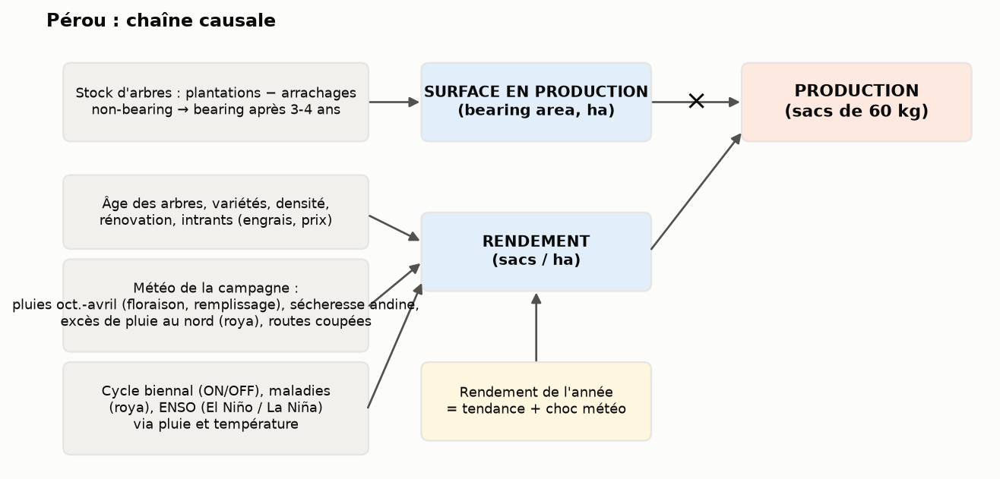 Pérou : chaîne causale
Stock d'arbres : plantations − arrachages
non-bearing → bearing après 3-4 ans
SURFACE EN PRODUCTION
(bearing area, ha)
×
PRODUCTION
(sacs de 60 kg)
Âge des arbres, variétés, densité,
rénovation, intrants (engrais, prix)
RENDEMENT
(sacs / ha)
Météo de la campagne :
pluies oct.-avril (floraison, remplissage), sécheresse andine,
excès de pluie au nord (roya), routes coupées
Cycle biennal (ON/OFF), maladies
(roya), ENSO (El Niño / La Niña)
via pluie et température
Rendement de l'année
= tendance + choc météo